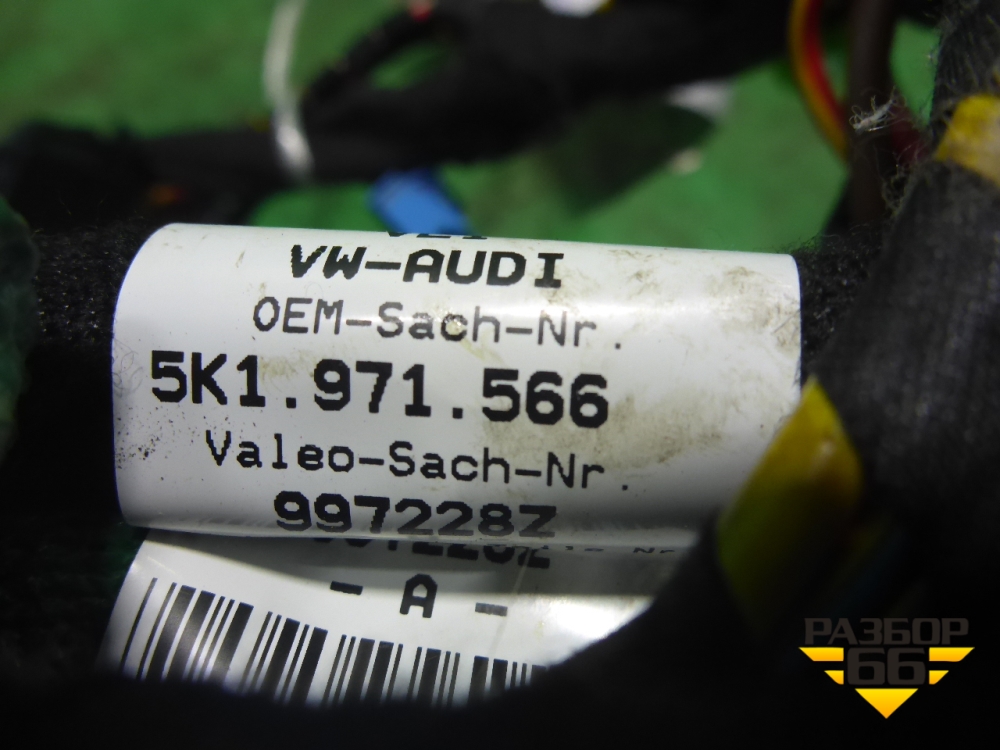 VW-AUDI
OEM-Sach-Nr.
5K1.971.566
Valeo-Sach-Nr.
997228Z
- A -
РАЗБОР
66